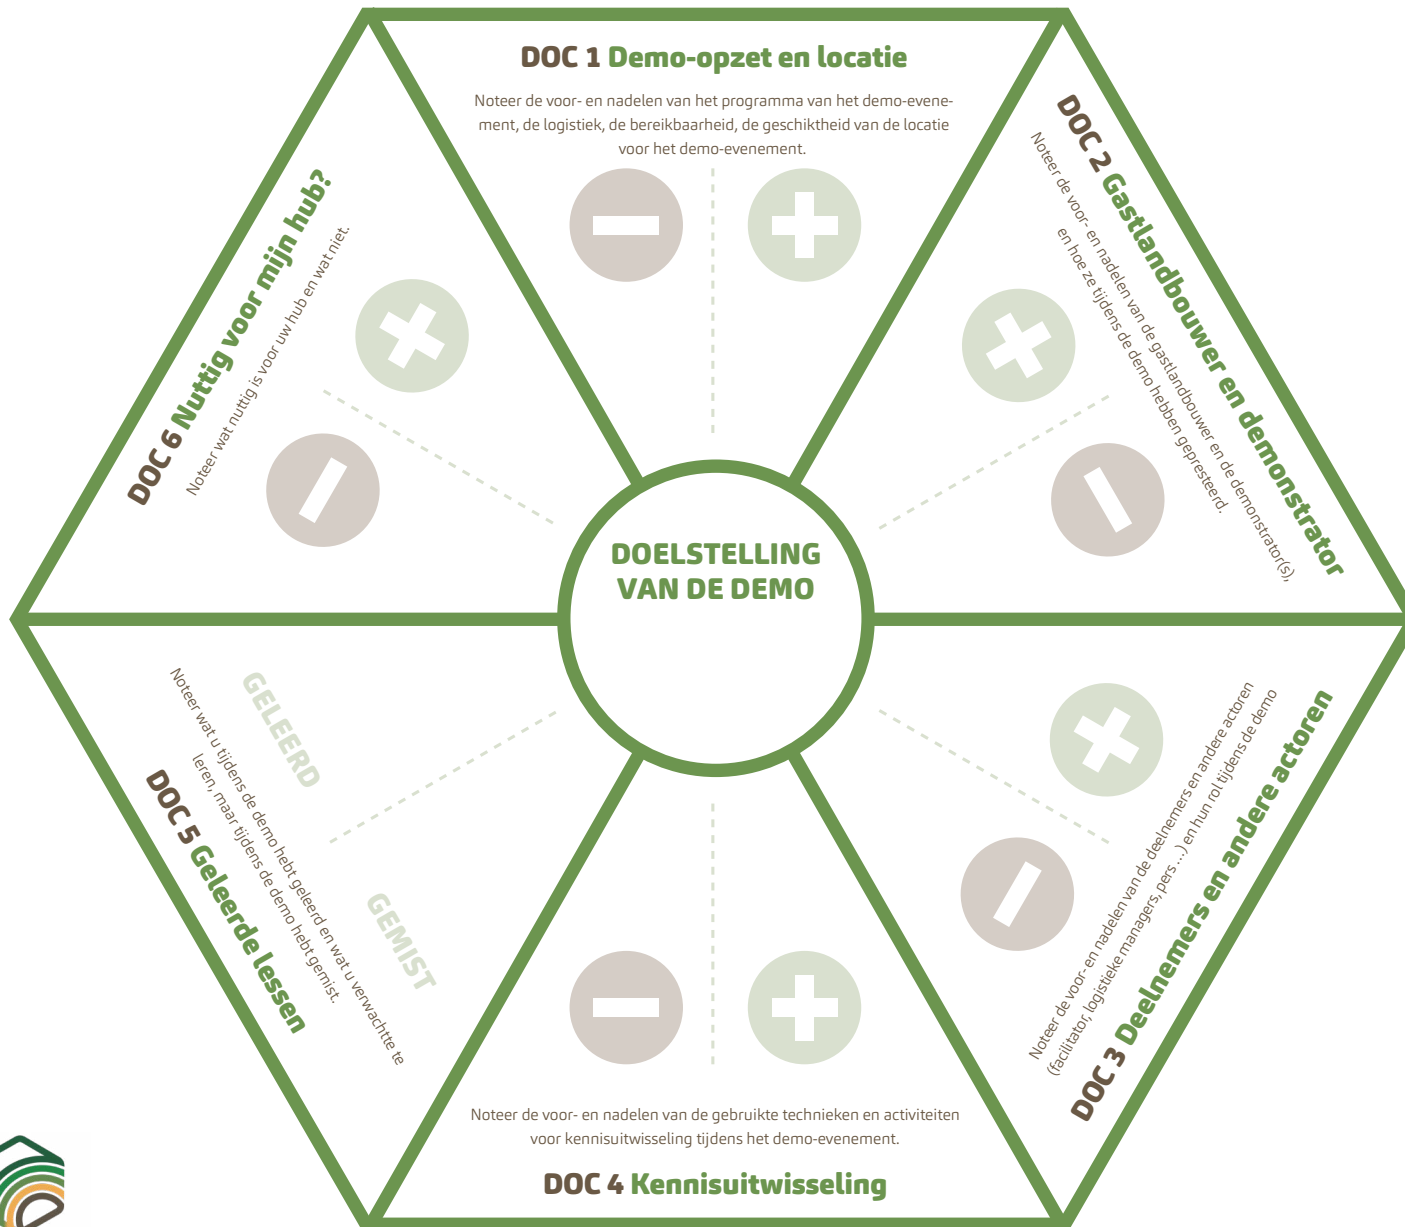 DOC 1 Demo-opzet en locatie
Noteer de voor- en nadelen van het programma van het demo-evene-
ment, de logistiek, de bereikbaarheid, de geschiktheid van de locatie
voor het demo-evenement.
DOC 2 Gastlandbouwer en demonstrator
Noteer de voor- en nadelen van de gastlandbouwer en de demonstrator(s),
en hoe ze tijdens de demo hebben gepresteerd.
DOC 3 Deelnemers en andere actoren
Noteer de voor- en nadelen van de deelnemers en andere actoren
(facilitator, logistieke managers, pers ...) en hun rol tijdens de demo
Noteer de voor- en nadelen van de gebruikte technieken en activiteiten
voor kennisuitwisseling tijdens het demo-evenement.
DOC 4 Kennisuitwisseling
DOC 5 Geleerde lessen
Noteer wat u tijdens de demo hebt geleerd en wat u verwachtte te
leren, maar tijdens de demo hebt gemist.
GELEERD
GEMIST
DOC 6 Nuttig voor mijn hub?
Noteer wat nuttig is voor uw hub en wat niet.
DOELSTELLING
VAN DE DEMO